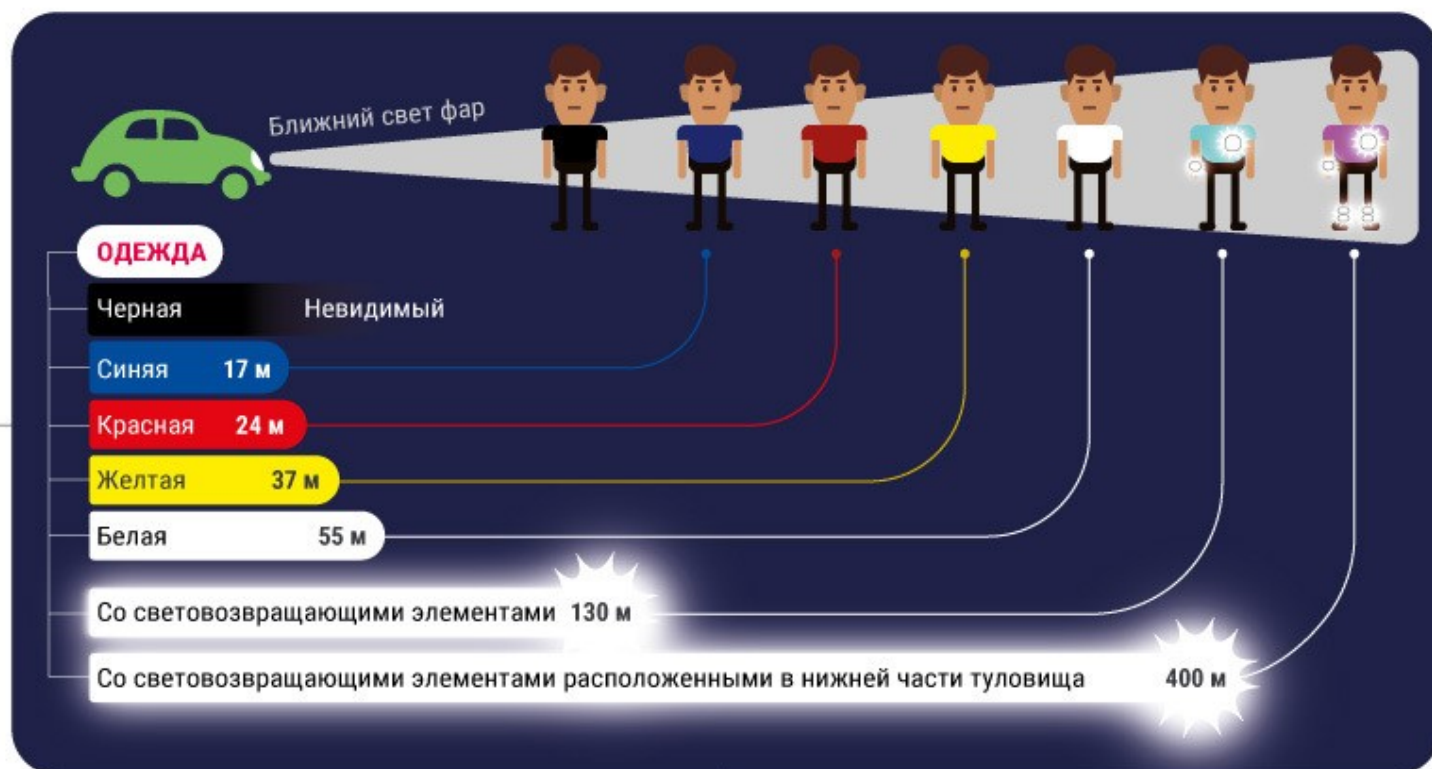 Ближний свет фар
ОДЕЖДА
Черная Невидимый
Синяя 17 м
Красная 24 м
Желтая 37 м
Белая 55 м
Со световозвращающими элементами 130 м
Со световозвращающими элементами расположенными в нижней части туловища 400 м